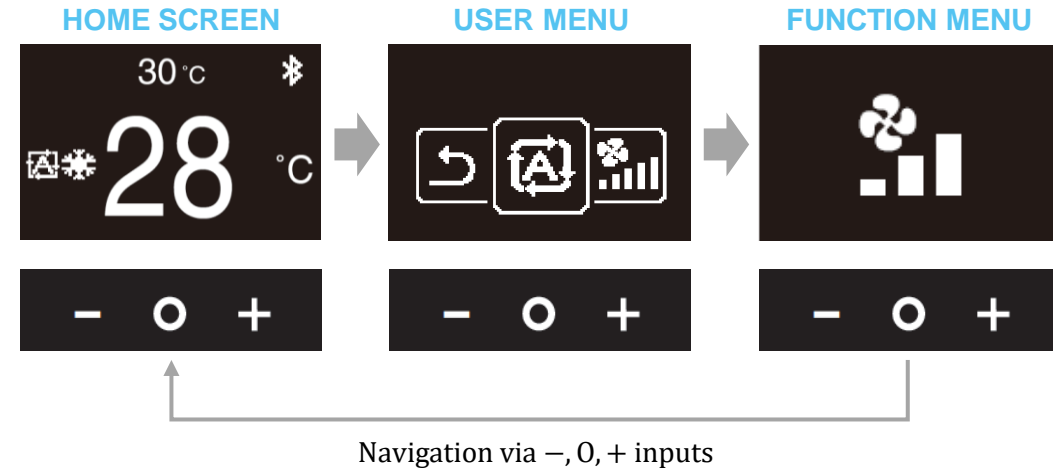 HOME SCREEN
USER MENU
FUNCTION MENU
30 °C
A
28 °C
A
− O +
− O +
− O +
Navigation via −, O, + inputs